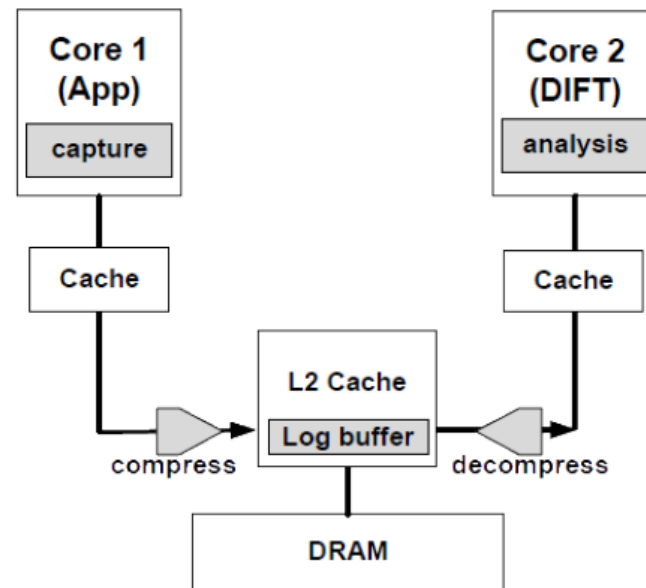 Core 1
(App)
capture
Core 2
(DIFT)
analysis
Cache
Cache
L2 Cache
Log buffer
compress
decompress
DRAM